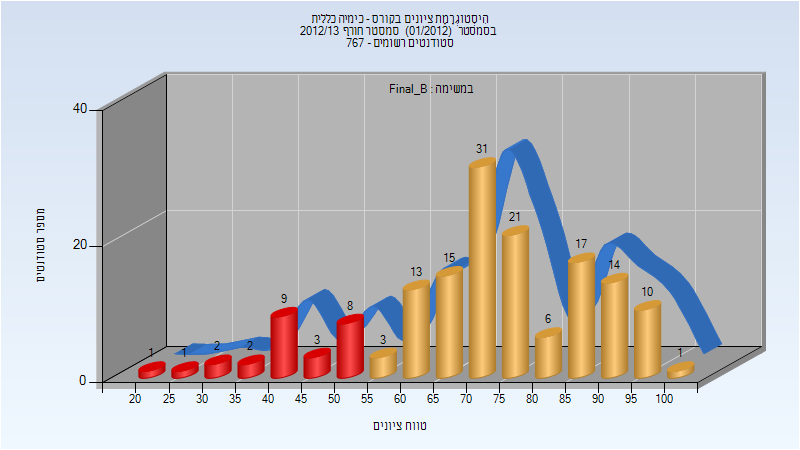 היסטוגרמת ציונים בקורס - כימיה כללית
בסמסטר (01/2012) סמסטר חורף 2012/13
סטודנטים רשומים - 767
במשימה : Final_B
מספר סטודנטים
40
20
0
1 1 2 2 9 3 8 3 13 15 31 21 6 17 14 10 1
20 25 30 35 40 45 50 55 60 65 70 75 80 85 90 95 100
טווח ציונים